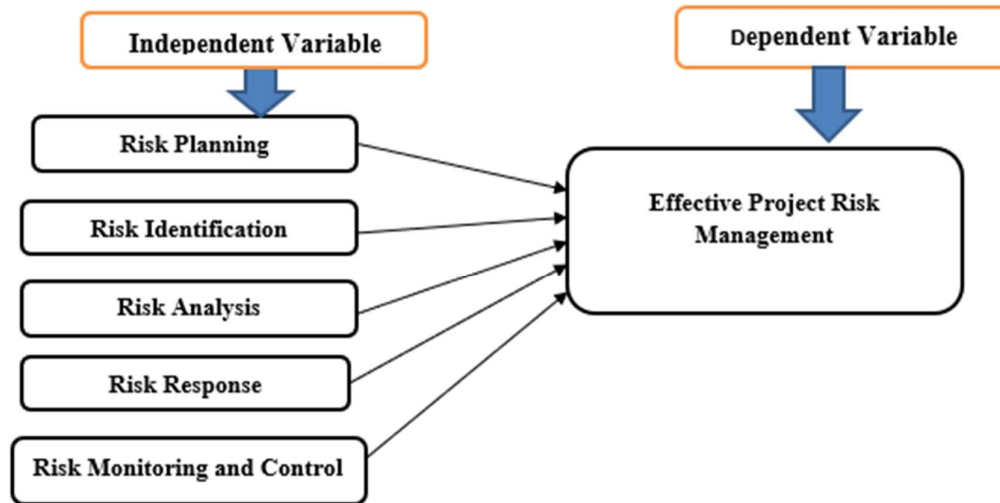 Independent Variable
Dependent Variable
Risk Planning
Risk Identification
Risk Analysis
Risk Response
Risk Monitoring and Control
Effective Project Risk
Management